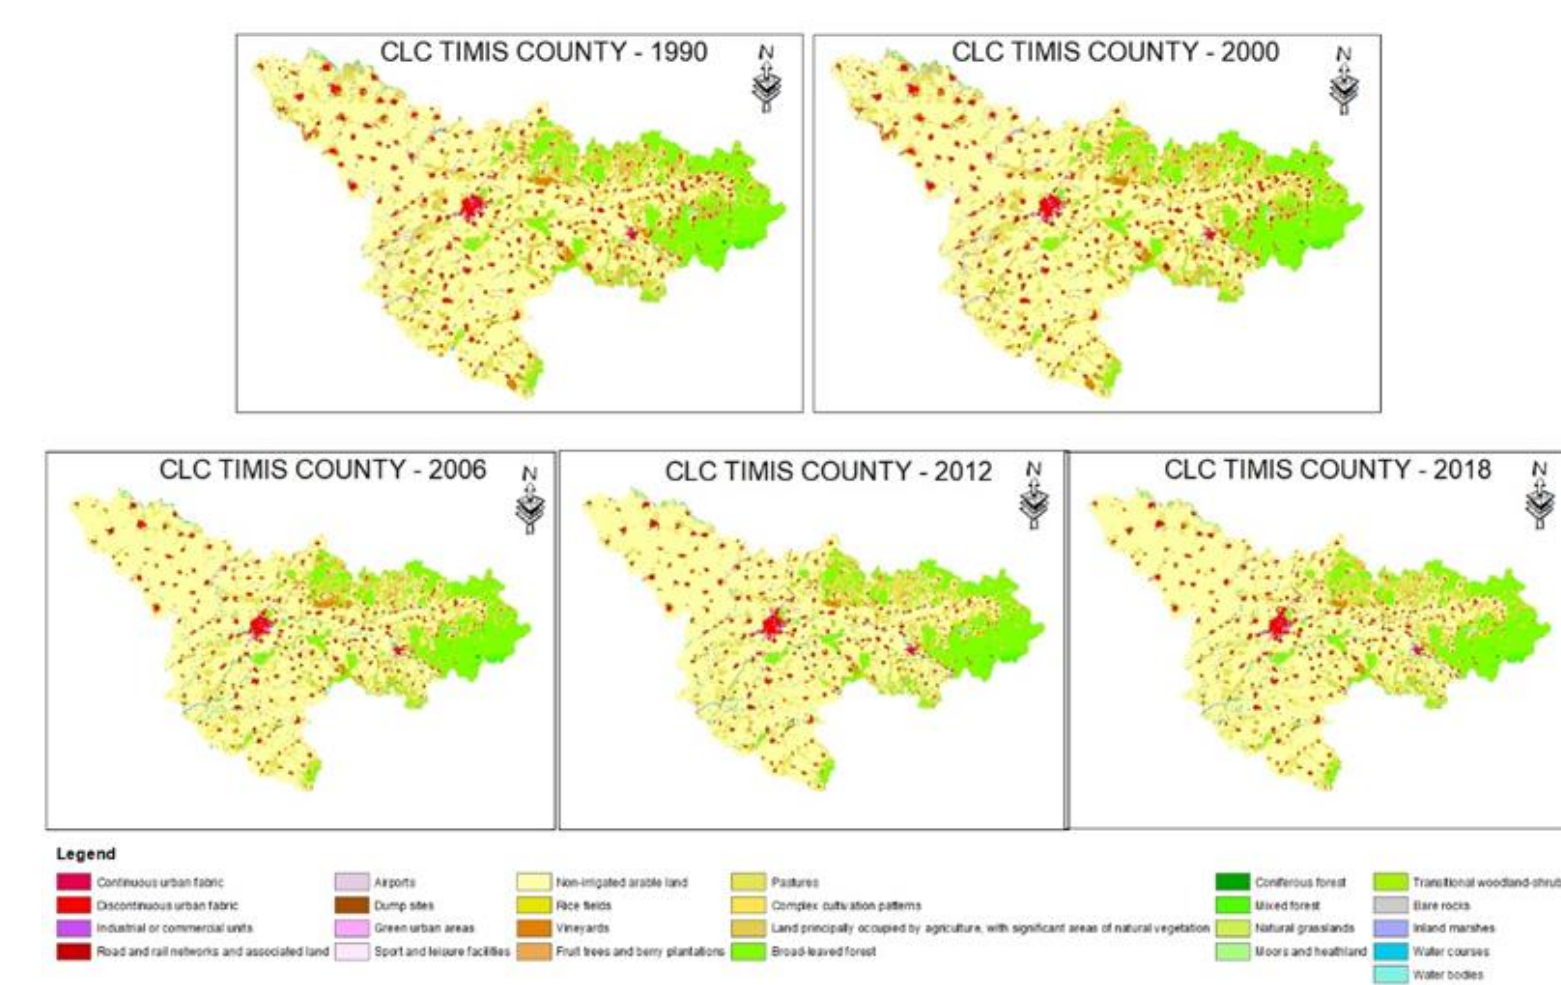 CLC TIMIS COUNTY - 1990
N
CLC TIMIS COUNTY - 2000
N
CLC TIMIS COUNTY - 2006
N
CLC TIMIS COUNTY - 2012
N
CLC TIMIS COUNTY - 2018
N
Legend
Continuous urban fabric
Discontinuous urban fabric
Industrial or commercial units
Road and rail networks and associated land
Airports
Dump sites
Green urban areas
Sport and leisure facilities
Non-irrigated arable land
Rice fields
Vineyards
Fruit trees and berry plantations
Pastures
Complex cultivation patterns
Land principally occupied by agriculture, with significant areas of natural vegetation
Broad-leaved forest
Coniferous forest
Mixed forest
Natural grasslands
Moors and heathland
Transitional woodland-shrub
Bare rocks
Inland marshes
Water courses
Water bodies